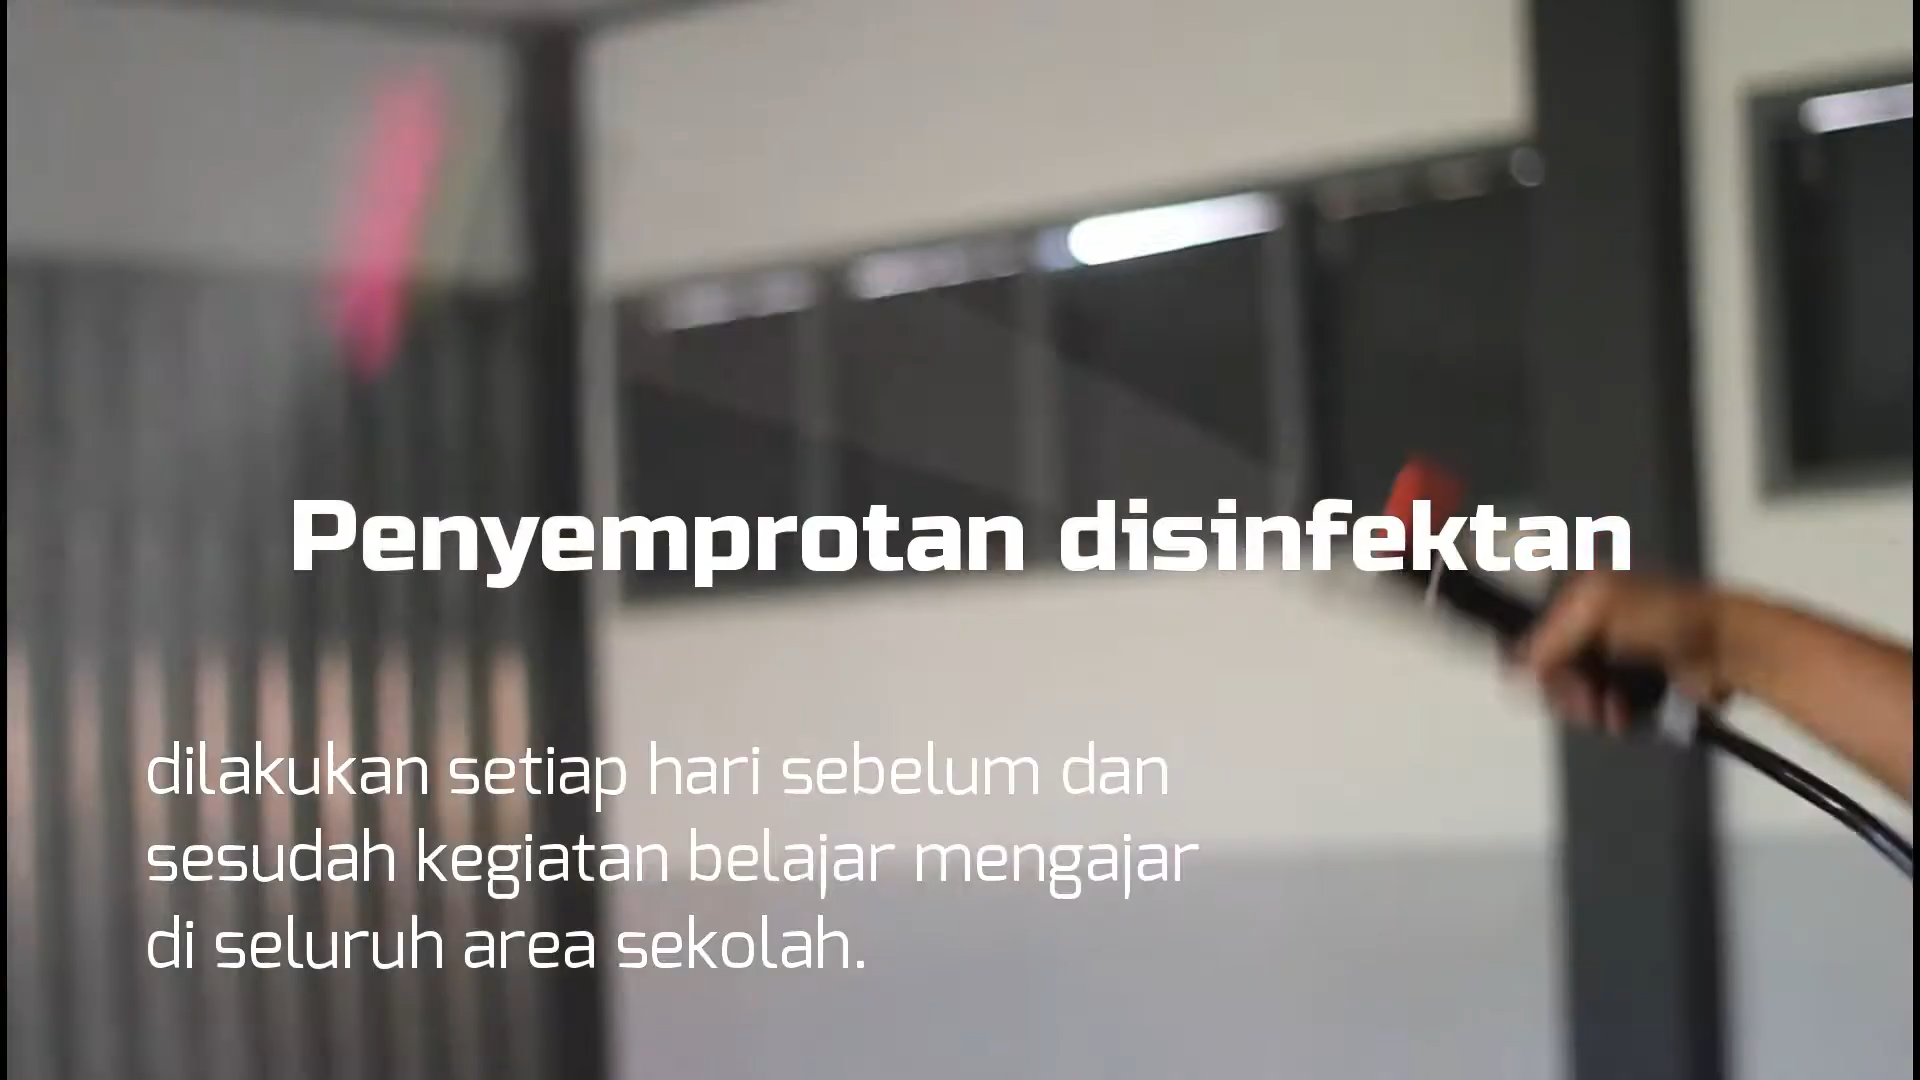 Penyemprotan disinfektan
dilakukan setiap hari sebelum dan
sesudah kegiatan belajar mengajar
di seluruh area sekolah.